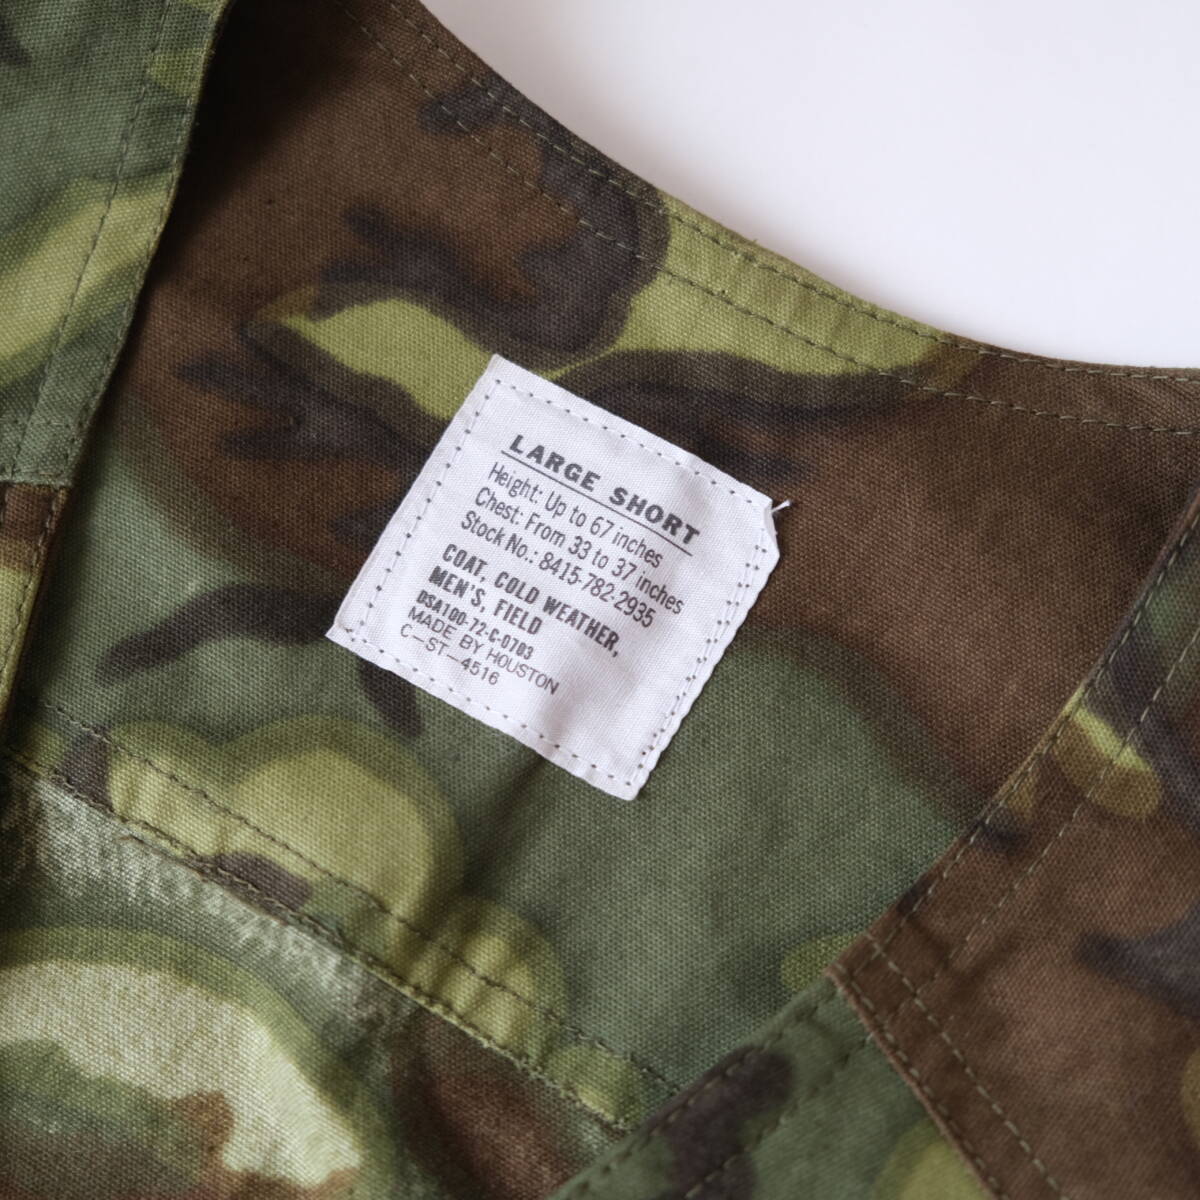 LARGE SHORT
Height: Up to 67 inches
Chest: From 33 to 37 inches
Stock No.: 8415-782-2935
COAT, COLD WEATHER,
MEN'S, FIELD
DSA100-72-C-0703
MADE BY HOUSTON
C-ST-4516